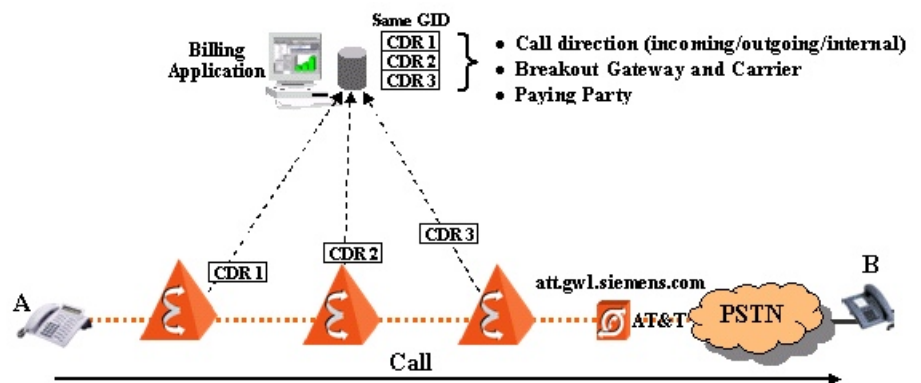 Same GID
Billing
Application
CDR 1
CDR 2
CDR 3
• Call direction (incoming/outgoing/internal)
• Breakout Gateway and Carrier
• Paying Party
CDR 1
CDR 2
CDR 3
att.gw1.siemens.com
A
B
AT&T
PSTN
Call